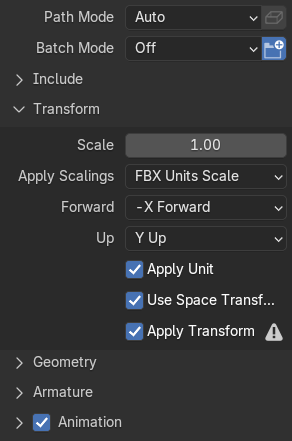 Path Mode Auto
Batch Mode Off
Include
Transform
Scale 1.00
Apply Scalings FBX Units Scale
Forward -X Forward
Up Y Up
Apply Unit
Use Space Transf...
Apply Transform
Geometry
Armature
Animation